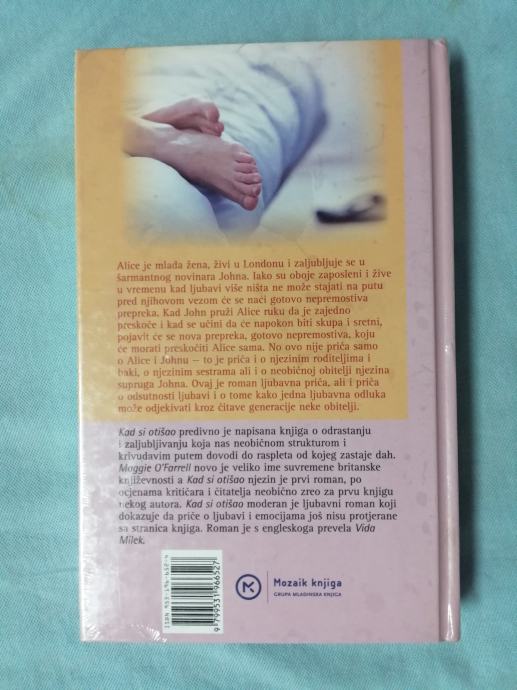 Alice je mlada žena, živi u Londonu i zaljubljuje se u
šarmantnog novinara Johna. Iako su oboje zaposleni i žive
u vremenu kad ljubavi više ništa ne može stajati na putu
pred njihovom vezom će se naći gotovo nepremostiva
prepreka. Kad John pruži Alice ruku da je zajedno
preskoče i kad se učini da će napokon biti skupa i sretni,
pojavit će se nova prepreka, gotovo nepremostiva, koju
će morati preskočiti Alice sama. No ovo nije priča samo
o Alice i Johnu – to je priča i o njezinim roditeljima i
baki, o njezinim sestrama ali i o neobičnoj obitelji njezina
supruga Johna. Ovaj je roman ljubavna priča, ali i priča
o odsutnosti ljubavi i o tome kako jedna ljubavna odluka
može odjekivati kroz čitave generacije neke obitelji.
Kad si otišao predivno je napisana knjiga o odrastanju
i zaljubljivanju koja nas neobičnom strukturom i
krivudavim putem dovodi do raspleta od kojeg zastaje dah.
Maggie O'Farrell novo je veliko ime suvremene britanske
književnosti a Kad si otišao njezin je prvi roman, po
ocjenama kritičara i čitatelja neobično zreo za prvu knjigu
nekog autora. Kad si otišao moderan je ljubavni roman koji
dokazuje da priče o ljubavi i emocijama još nisu protjerane
sa stranica knjiga. Roman je s engleskoga prevela Vida
Milek.
ISBN 953-196-652-4
9 799531 966527
Mozaik knjiga
GRUPA MLADINSKA KNJIGA